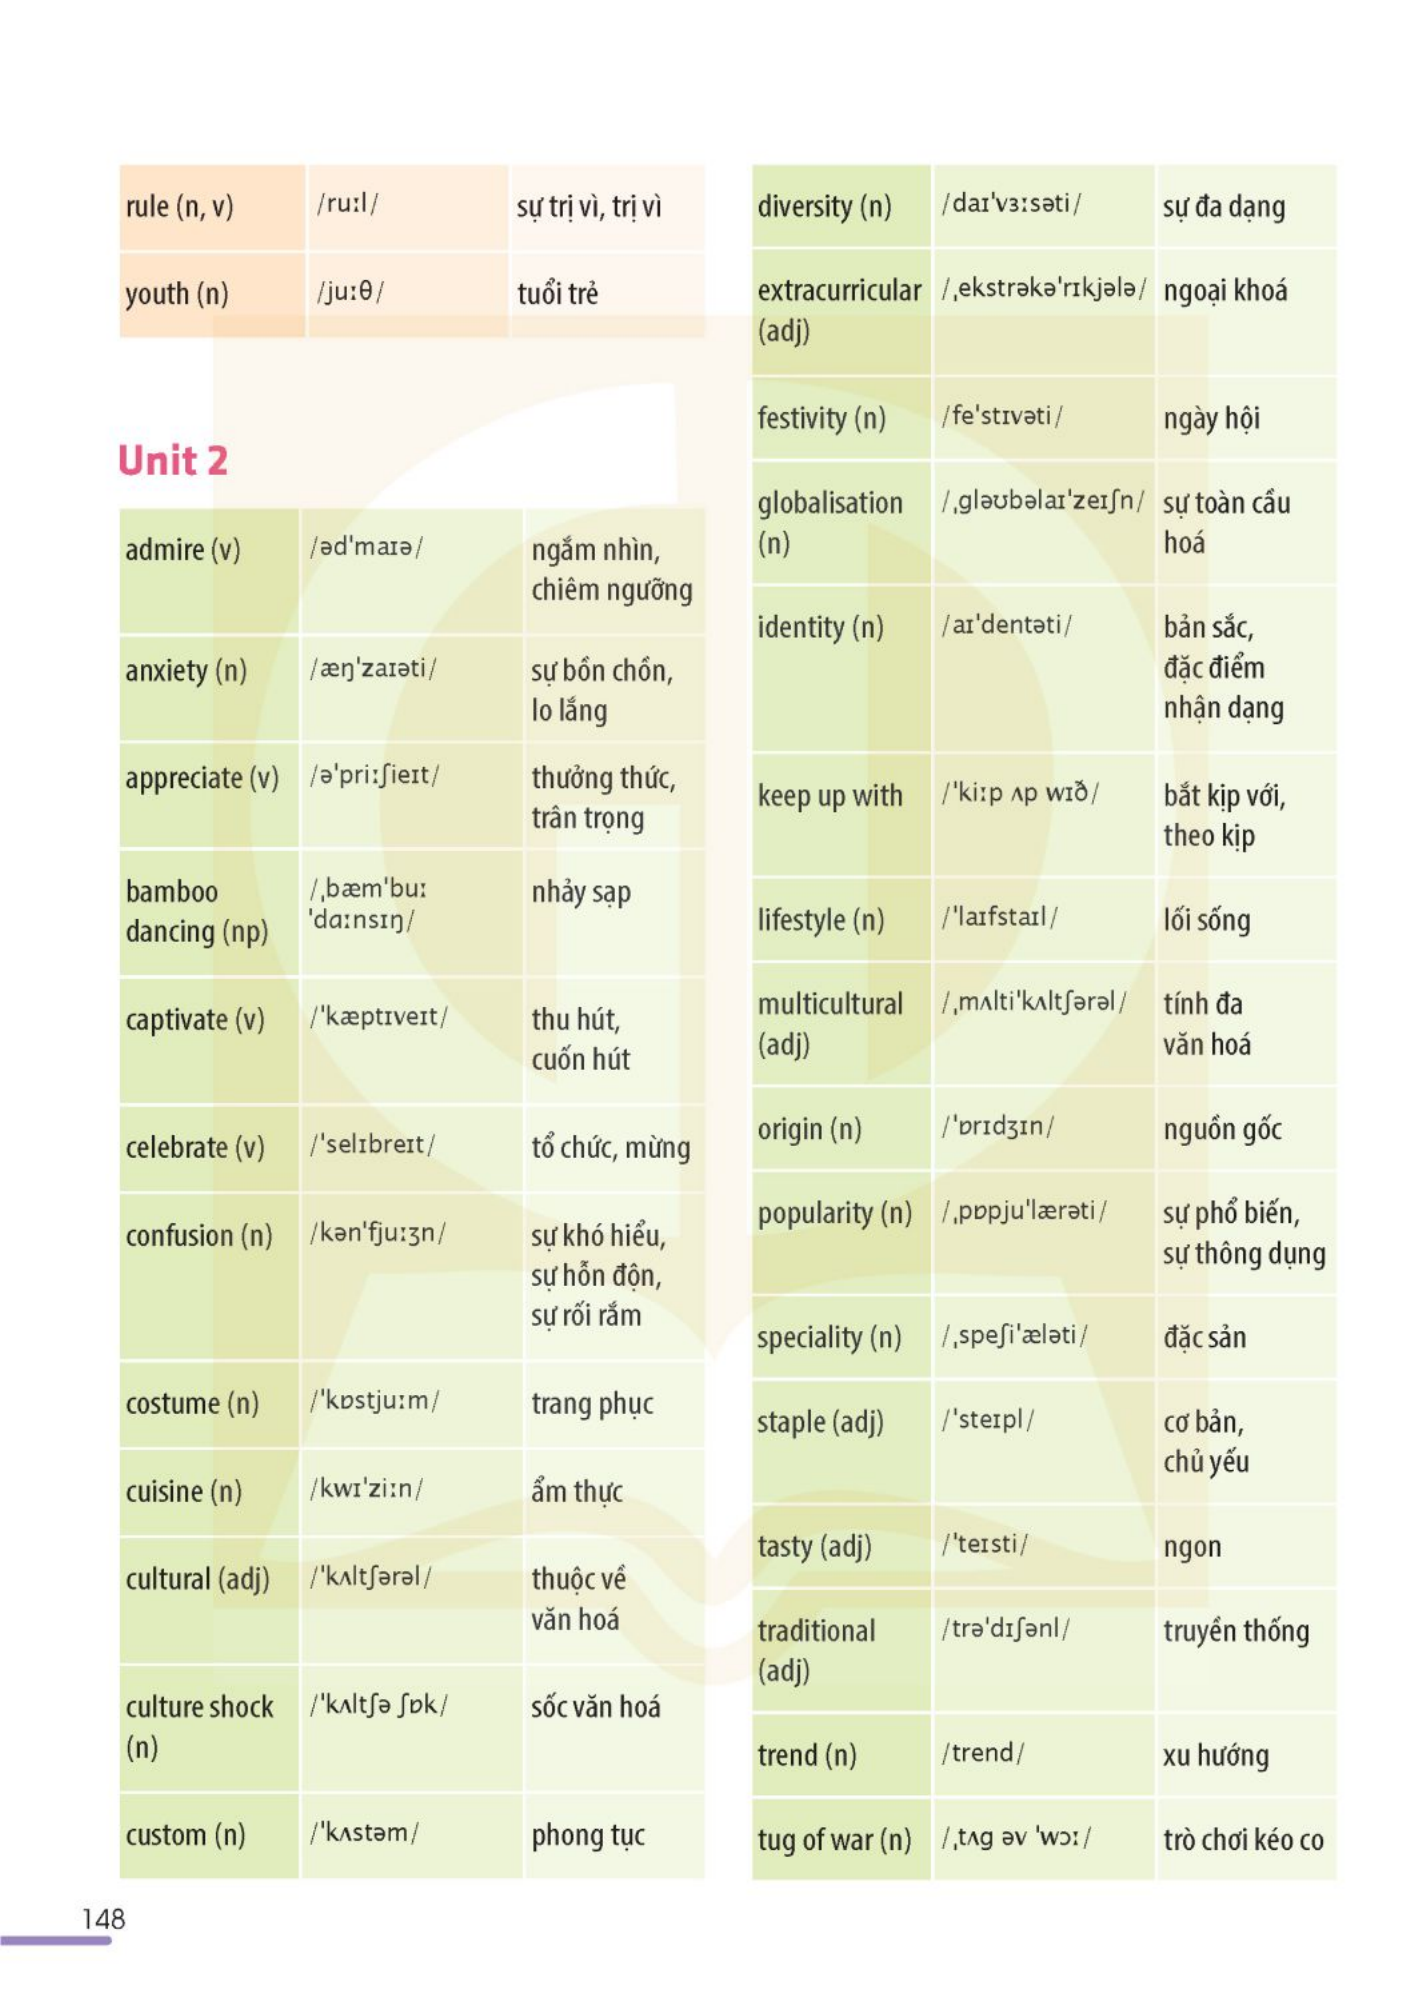 rule (n, v) /ruːl/ sự trị vì, trị vì
youth (n) /juːθ/ tuổi trẻ
Unit 2
admire (v) /əd'maɪə/ ngắm nhìn,
chiêm ngưỡng
anxiety (n) /æŋ'zaɪəti/ sự bồn chồn,
lo lắng
appreciate (v) /ə'priːʃieɪt/ thưởng thức,
trân trọng
bamboo /ˌbæm'buː nhảy sạp
dancing (np) 'dɑːnsɪŋ/
captivate (v) /'kæptɪveɪt/ thu hút,
cuốn hút
celebrate (v) /'selɪbreɪt/ tổ chức, mừng
confusion (n) /kən'fjuːʒn/ sự khó hiểu,
sự hỗn độn,
sự rối rắm
costume (n) /'kɒstjuːm/ trang phục
cuisine (n) /kwɪ'ziːn/ ẩm thực
cultural (adj) /'kʌltʃərəl/ thuộc về
văn hoá
culture shock /'kʌltʃə ʃɒk/ sốc văn hoá
(n)
custom (n) /'kʌstəm/ phong tục
diversity (n) /daɪ'vɜːsəti/ sự đa dạng
extracurricular /ˌekstrəkə'rɪkjələ/ ngoại khoá
(adj)
festivity (n) /fe'stɪvəti/ ngày hội
globalisation /ˌɡləʊbəlaɪ'zeɪʃn/ sự toàn cầu
(n) hoá
identity (n) /aɪ'dentəti/ bản sắc,
đặc điểm
nhận dạng
keep up with /'kiːp ʌp wɪð/ bắt kịp với,
theo kịp
lifestyle (n) /'laɪfstaɪl/ lối sống
multicultural /ˌmʌlti'kʌltʃərəl/ tính đa
(adj) văn hoá
origin (n) /'ɒrɪdʒɪn/ nguồn gốc
popularity (n) /ˌpɒpju'lærəti/ sự phổ biến,
sự thông dụng
speciality (n) /ˌspeʃi'æləti/ đặc sản
staple (adj) /'steɪpl/ cơ bản,
chủ yếu
tasty (adj) /'teɪsti/ ngon
traditional /trə'dɪʃənl/ truyền thống
(adj)
trend (n) /trend/ xu hướng
tug of war (n) /ˌtʌɡ əv 'wɔː/ trò chơi kéo co
148